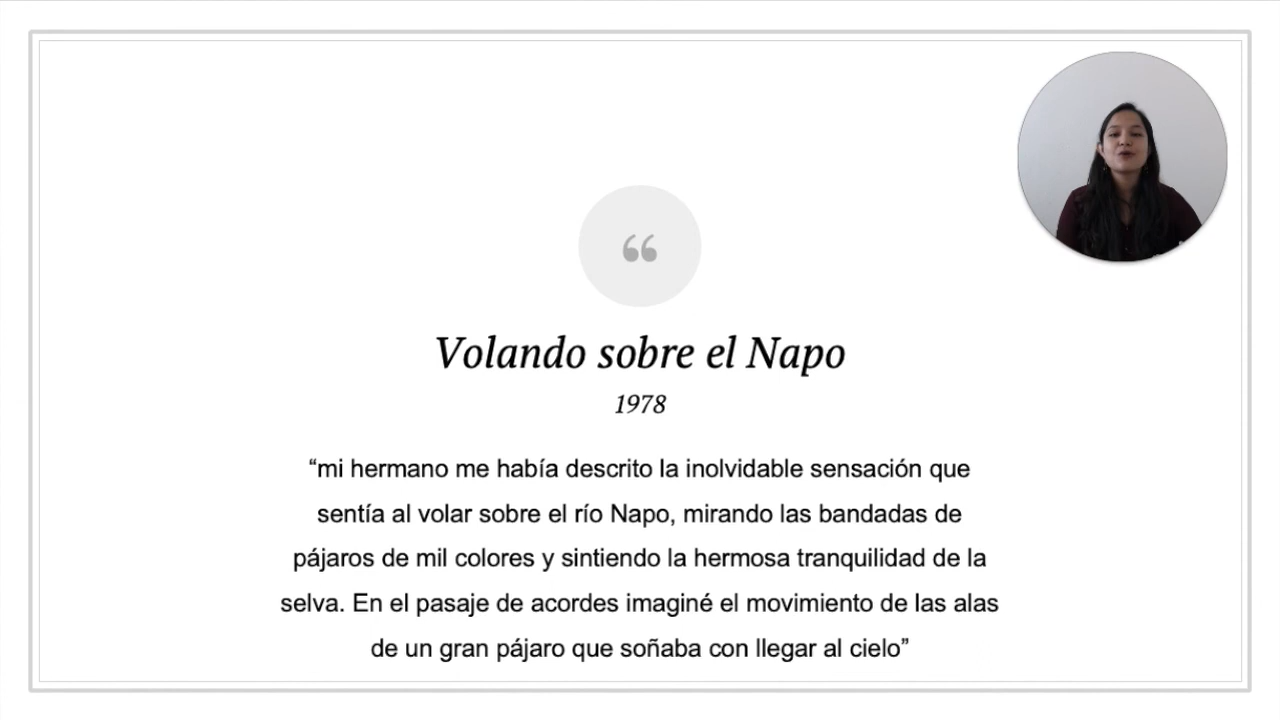 “
Volando sobre el Napo
1978
“mi hermano me había descrito la inolvidable sensación que
sentía al volar sobre el río Napo, mirando las bandadas de
pájaros de mil colores y sintiendo la hermosa tranquilidad de la
selva. En el pasaje de acordes imaginé el movimiento de las alas
de un gran pájaro que soñaba con llegar al cielo”